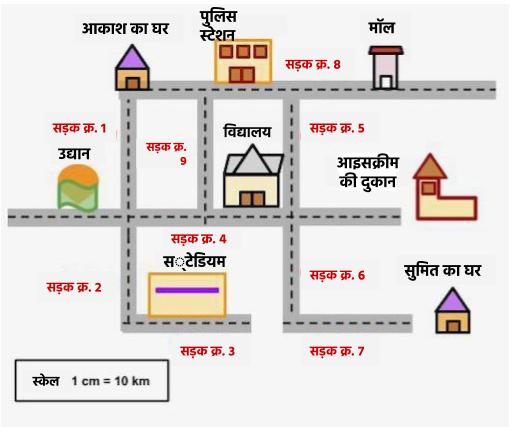 आकाश का घर
पुलिस
स्टेशन
मॉल
सड़क क्र. 8
सड़क क्र. 1
सड़क क्र.
9
विद्यालय
सड़क क्र. 5
उद्यान
आइसक्रीम
की दुकान
सड़क क्र. 4
स्टेडियम
सड़क क्र. 6
सुमित का घर
सड़क क्र. 2
सड़क क्र. 3
सड़क क्र. 7
स्केल 1 cm = 10 km